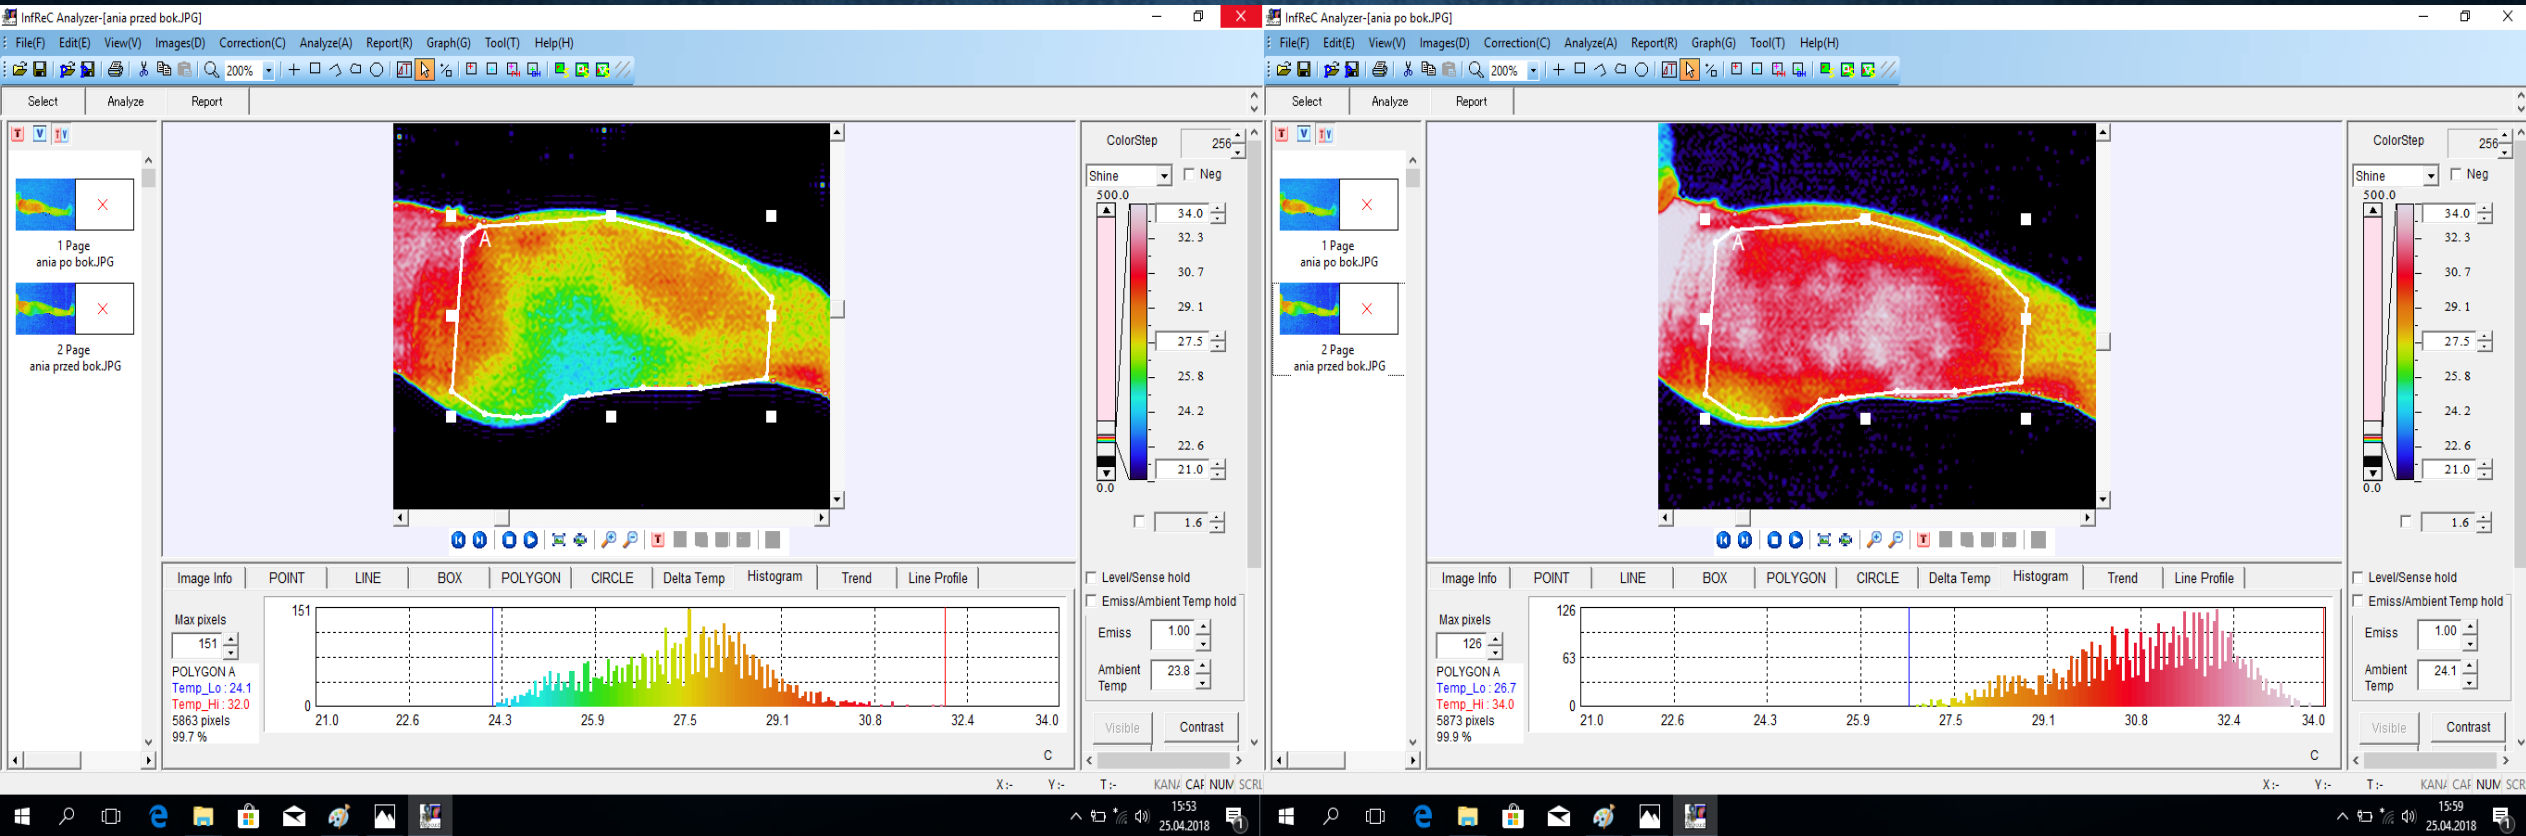 InfReC Analyzer-[ania przed bok.JPG]
File(F) Edit(E) View(V) Images(D) Correction(C) Analyze(A) Report(R) Graph(G) Tool(T) Help(H)
200%
Select Analyze Report
T V TV
1 Page
ania po bok.JPG
2 Page
ania przed bok.JPG
A
ColorStep 256
Shine Neg
500.0
34.0
32.3
30.7
29.1
27.5
25.8
24.2
22.6
21.0
0.0
1.6
Level/Sense hold
Emiss/Ambient Temp hold
Emiss 1.00
Ambient Temp 23.8
Visible Contrast
Image Info POINT LINE BOX POLYGON CIRCLE Delta Temp Histogram Trend Line Profile
Max pixels
151
POLYGON A
Temp_Lo : 24.1
Temp_Hi : 32.0
5863 pixels
99.7 %
151
0
21.0 22.6 24.3 25.9 27.5 29.1 30.8 32.4 34.0
C
X:- Y:- T:- KANA CAP NUM SCRL
15:53
25.04.2018
InfReC Analyzer-[ania po bok.JPG]
File(F) Edit(E) View(V) Images(D) Correction(C) Analyze(A) Report(R) Graph(G) Tool(T) Help(H)
200%
Select Analyze Report
T V TV
1 Page
ania po bok.JPG
2 Page
ania przed bok.JPG
A
ColorStep 256
Shine Neg
500.0
34.0
32.3
30.7
29.1
27.5
25.8
24.2
22.6
21.0
0.0
1.6
Level/Sense hold
Emiss/Ambient Temp hold
Emiss 1.00
Ambient Temp 24.1
Visible Contrast
Image Info POINT LINE BOX POLYGON CIRCLE Delta Temp Histogram Trend Line Profile
Max pixels
126
POLYGON A
Temp_Lo : 26.7
Temp_Hi : 34.0
5873 pixels
99.9 %
126
63
0
21.0 22.6 24.3 25.9 27.5 29.1 30.8 32.4 34.0
C
X:- Y:- T:- KANA CAP NUM SCR
15:59
25.04.2018